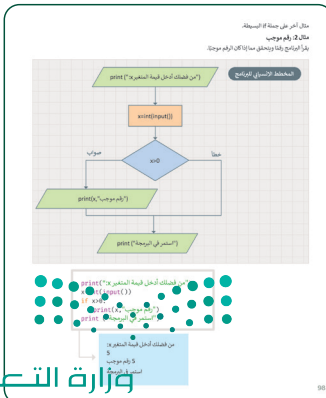 مثال آخر على جملة if البسيطة.
مثال 2: رقم موجب
يقرأ البرنامج رقمًا ويتحقق مما إذا كان الرقم موجبًا.
المخطط الانسيابي للبرنامج
print ("من فضلك أدخل قيمة المتغير x:")
x=int(input())
x>0
صواب
خطأ
print(x,"رقم موجب")
print ("استمر في البرمجة")
print("من فضلك أدخل قيمة المتغير x:"
input())
if x>0:
print(x, "رقم موجب")
print ("استمر في البرمجة")
من فضلك أدخل قيمة المتغير x:
5
5 رقم موجب
استمر في البرمجة
وزارة التـ
98